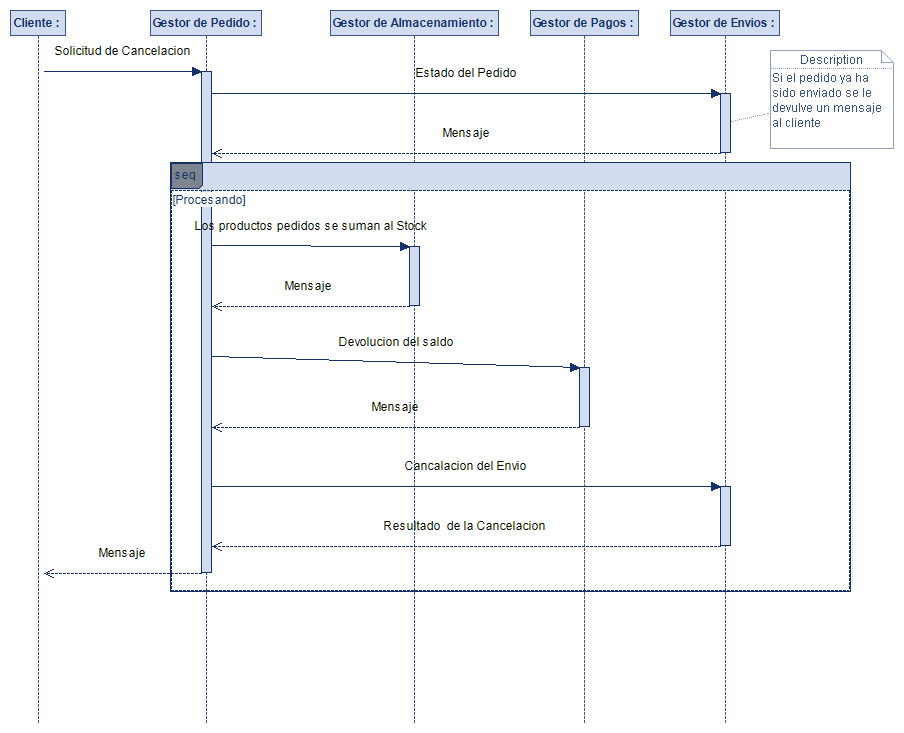 Cliente :
Gestor de Pedido :
Gestor de Almacenamiento :
Gestor de Pagos :
Gestor de Envios :
Solicitud de Cancelacion
Estado del Pedido
Description
Si el pedido ya ha
sido enviado se le
devulve un mensaje
al cliente
Mensaje
seq
[Procesando]
Los productos pedidos se suman al Stock
Mensaje
Devolucion del saldo
Mensaje
Cancalacion del Envio
Resultado de la Cancelacion
Mensaje